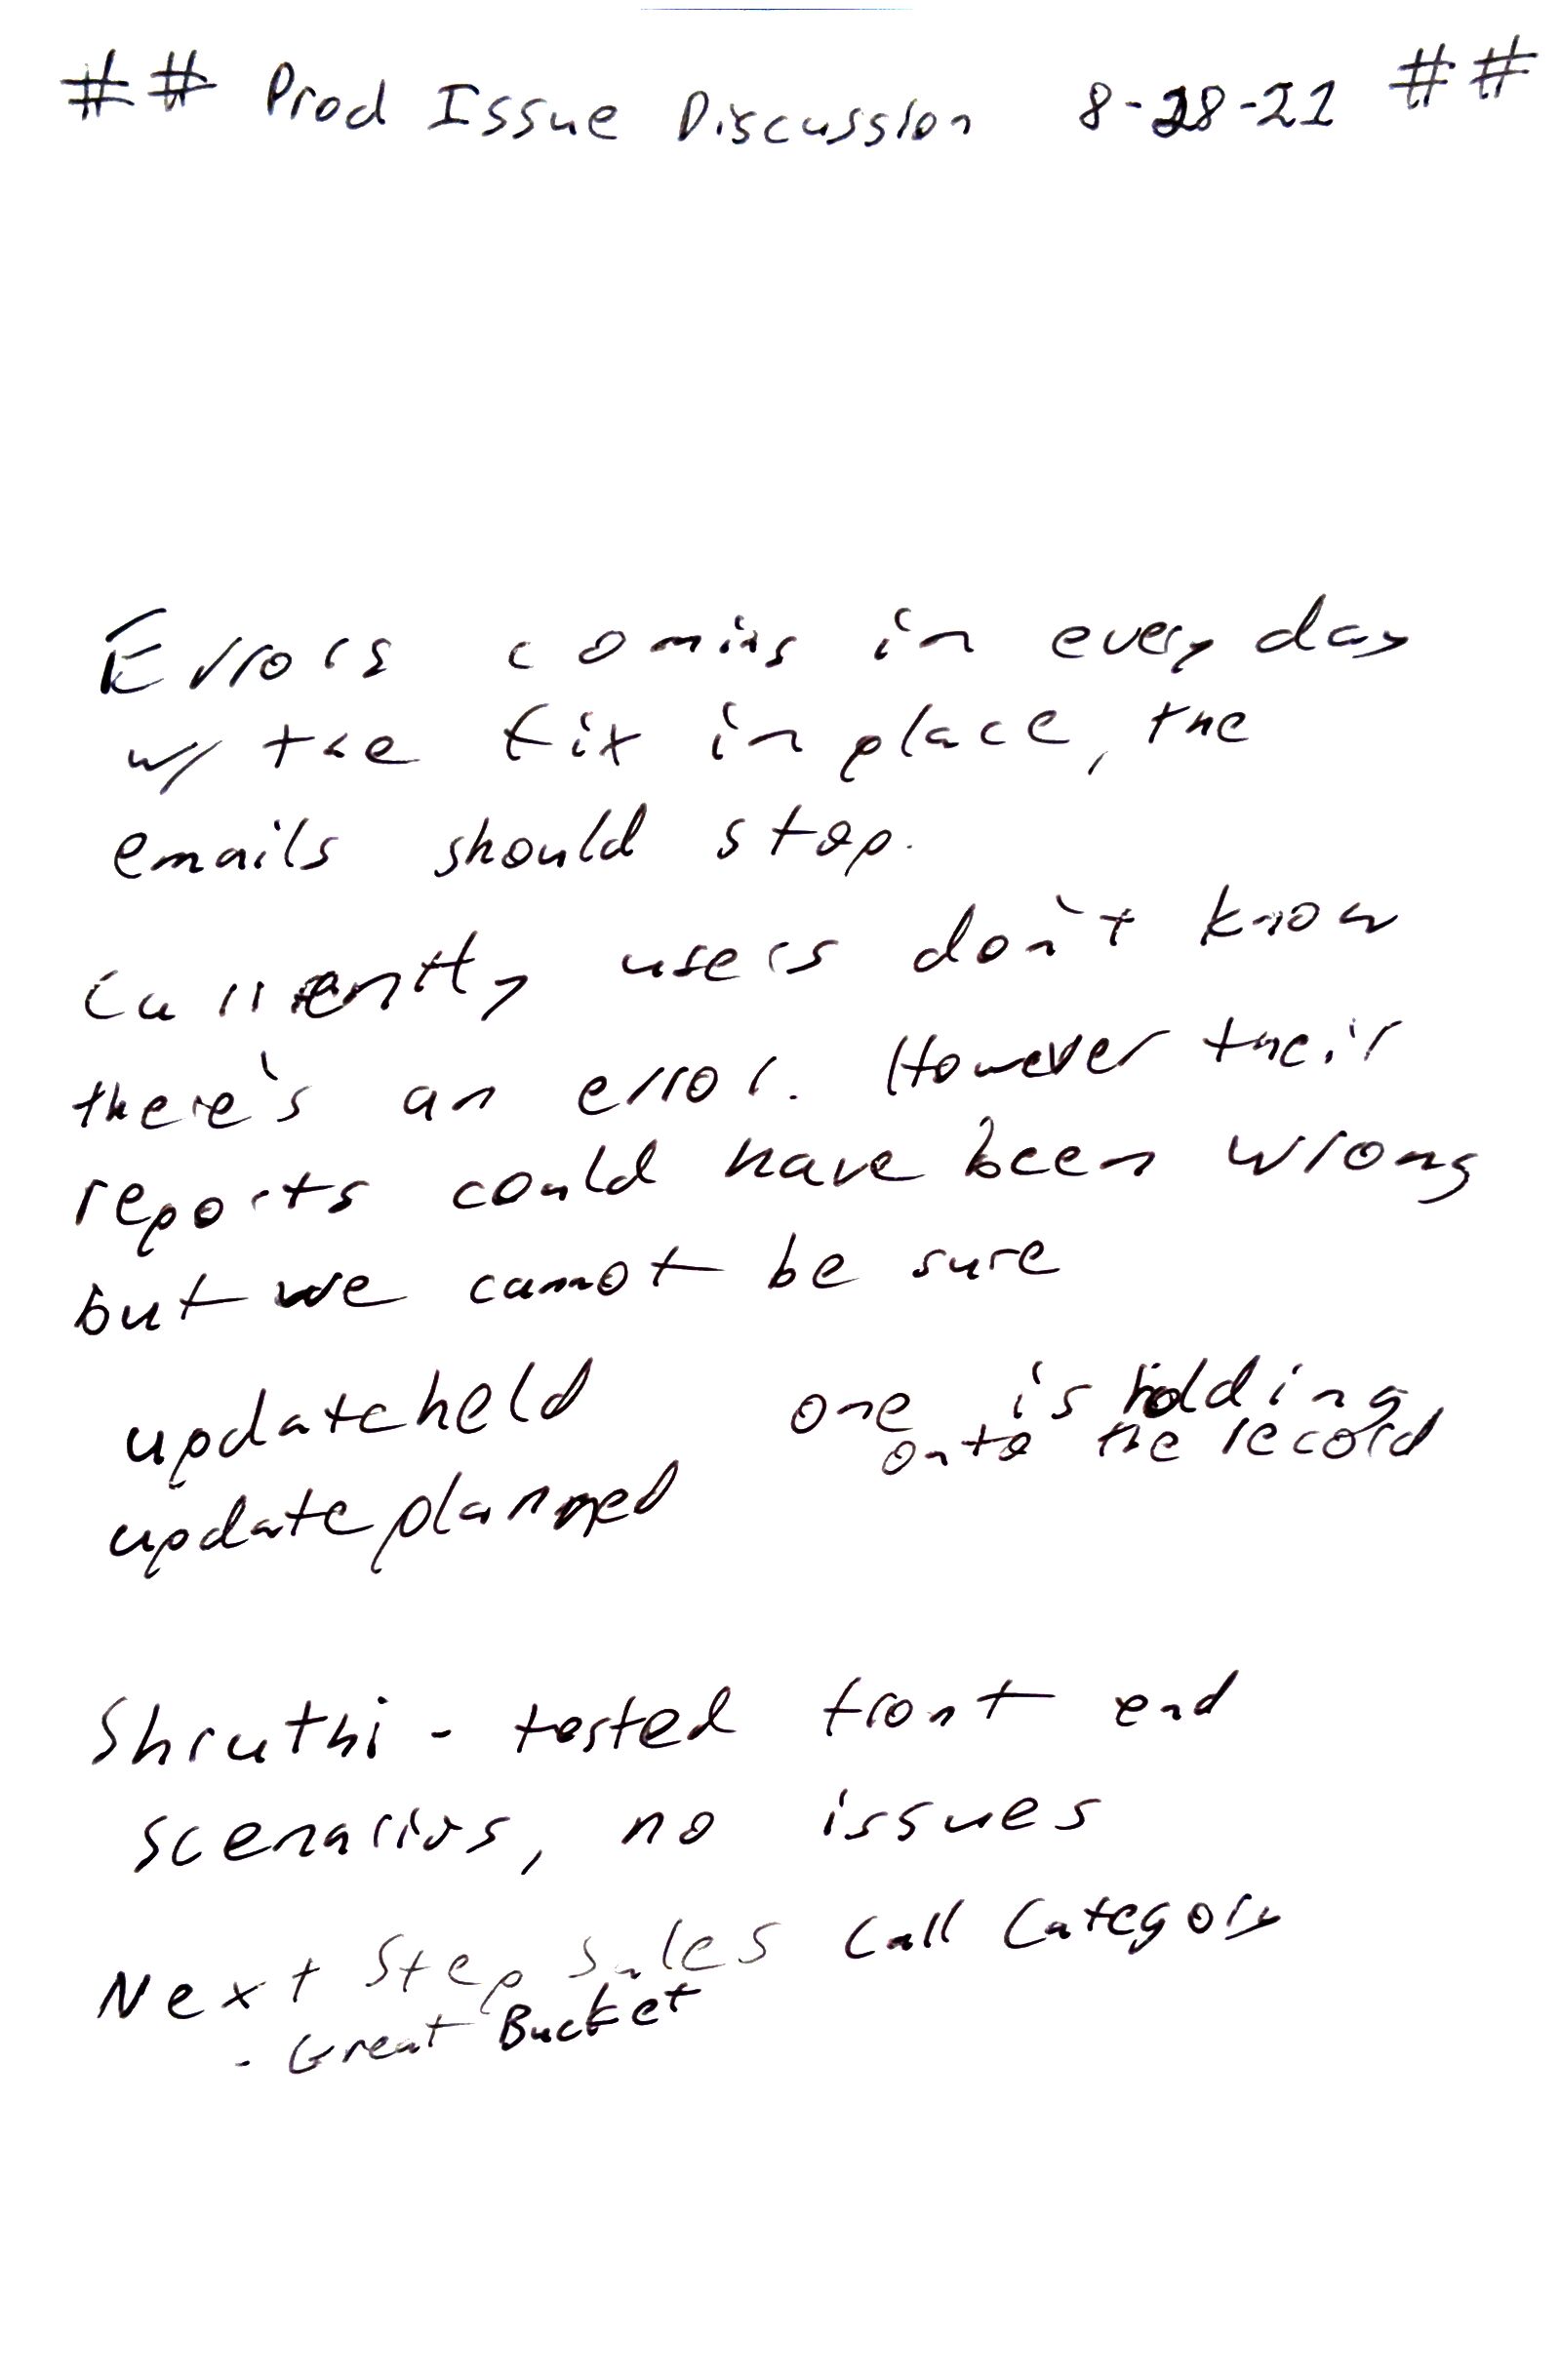 ## Prod Issue Discussion 8-28-21 ##
Errors coming in every day
w/ the fix in place, the
emails should stop.
Currently users don't know
there's an error. However their
reports could have been wrong
but we cannot be sure
updateheld one is holding
onto the record
updateplanned
Shruthi - tested front end
scenarios, no issues
Next Step Sales Call Category
- Great Bucket